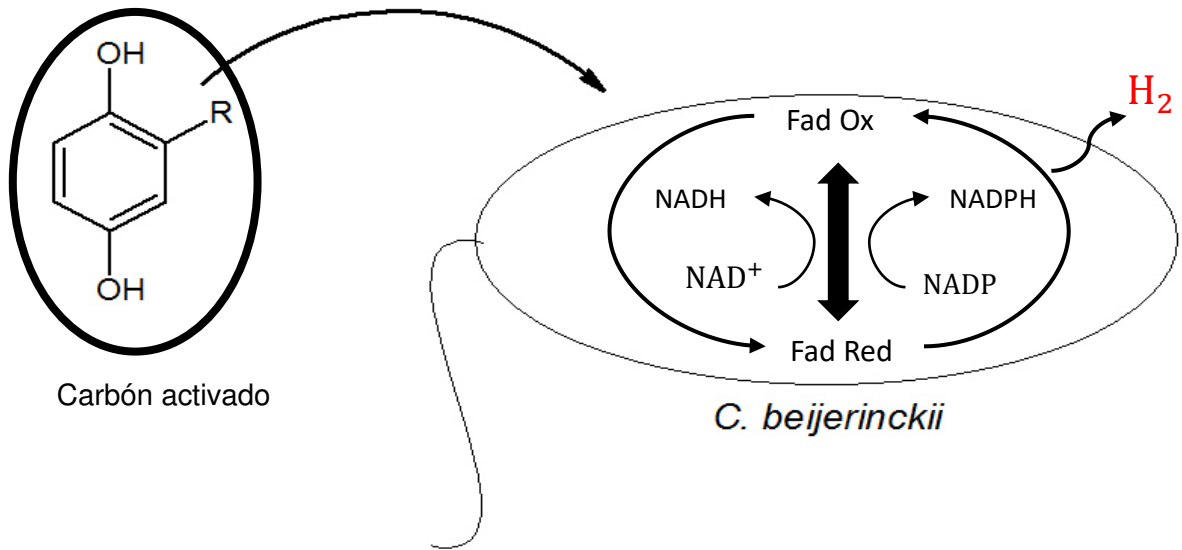 OH
R
OH
Carbón activado
H₂
Fad Ox
NADH
NADPH
NAD⁺
NADP
Fad Red
C. beijerinckii